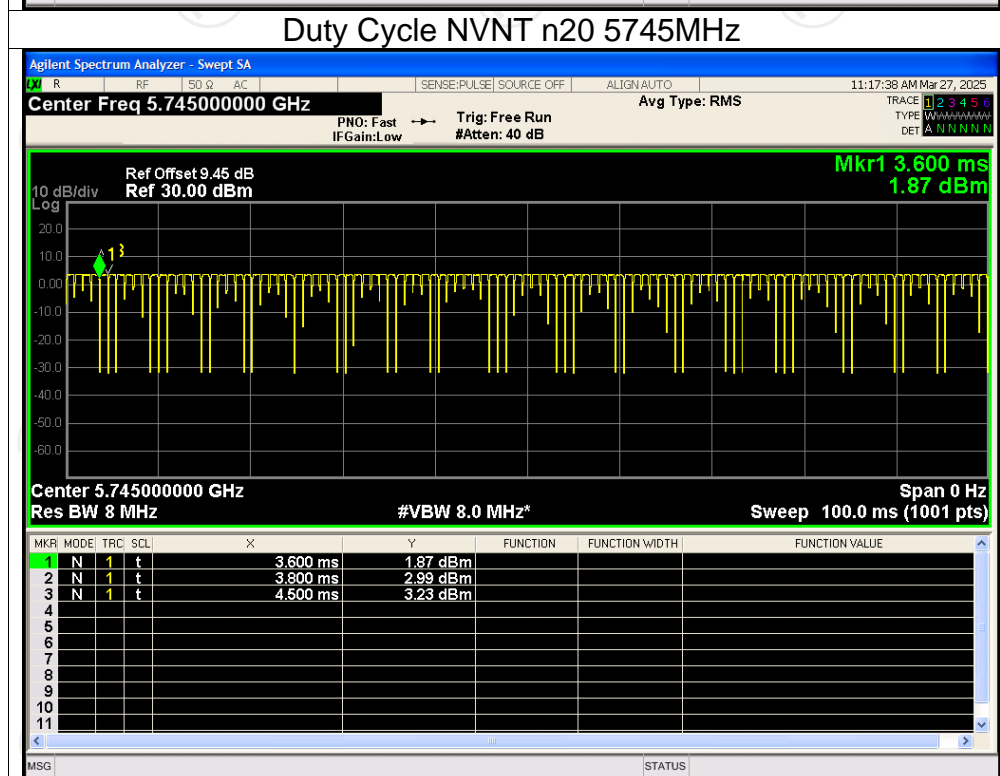 Duty Cycle NVNT n20 5745MHz
Agilent Spectrum Analyzer - Swept SA
LXI R RF 50 Ω AC SENSE:PULSE SOURCE OFF ALIGN AUTO 11:17:38 AM Mar 27, 2025
Center Freq 5.745000000 GHz Avg Type: RMS TRACE 1 2 3 4 5 6
PNO: Fast Trig: Free Run TYPE WWWWWW
IFGain:Low #Atten: 40 dB DET A N N N N N
Mkr1 3.600 ms
Ref Offset 9.45 dB
10 dB/div Ref 30.00 dBm 1.87 dBm
Log
20.0
10.0
1 3
0.00
-10.0
-20.0
-30.0
-40.0
-50.0
-60.0
Center 5.745000000 GHz Span 0 Hz
Res BW 8 MHz #VBW 8.0 MHz* Sweep 100.0 ms (1001 pts)
MKR MODE TRC SCL X Y FUNCTION FUNCTION WIDTH FUNCTION VALUE
1 N 1 t 3.600 ms 1.87 dBm
2 N 1 t 3.800 ms 2.99 dBm
3 N 1 t 4.500 ms 3.23 dBm
4
5
6
7
8
9
10
11
MSG STATUS